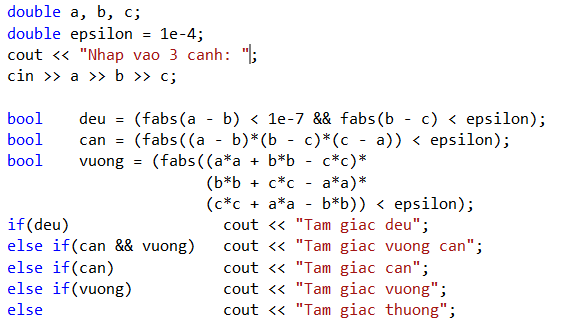 double a, b, c;
double epsilon = 1e-4;
cout << "Nhap vao 3 canh: ";
cin >> a >> b >> c;

bool    deu = (fabs(a - b) < 1e-7 && fabs(b - c) < epsilon);
bool    can = (fabs((a - b)*(b - c)*(c - a)) < epsilon);
bool    vuong = (fabs((a*a + b*b - c*c)*
                      (b*b + c*c - a*a)*
                      (c*c + a*a - b*b)) < epsilon);
if(deu)                 cout << "Tam giac deu";
else if(can && vuong)   cout << "Tam giac vuong can";
else if(can)            cout << "Tam giac can";
else if(vuong)          cout << "Tam giac vuong";
else                    cout << "Tam giac thuong";